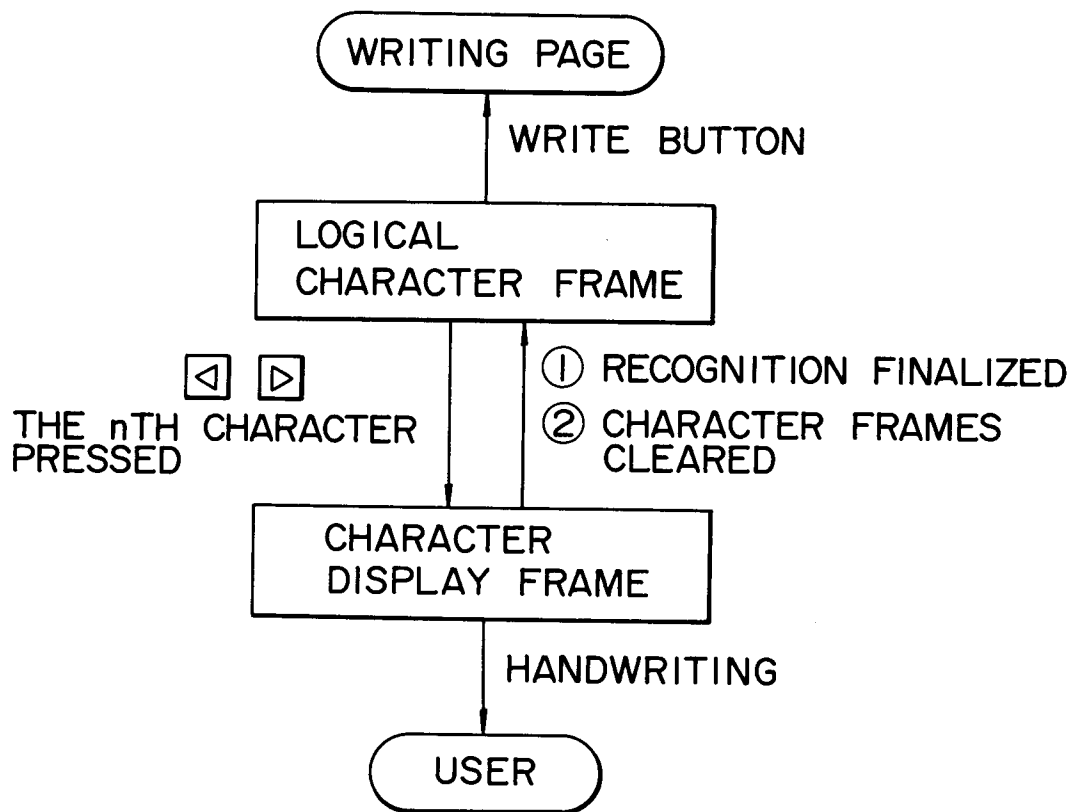 WRITING PAGE
WRITE BUTTON
LOGICAL
CHARACTER FRAME
◁ ▷
THE nTH CHARACTER
PRESSED
① RECOGNITION FINALIZED
② CHARACTER FRAMES
CLEARED
CHARACTER
DISPLAY FRAME
HANDWRITING
USER